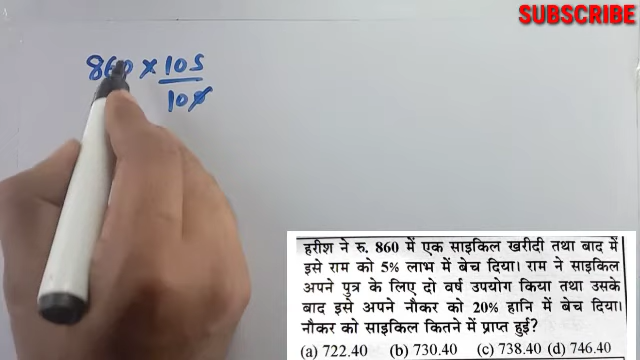 SUBSCRIBE
860 × 105
100
हरीश ने रु. 860 में एक साइकिल खरीदी तथा बाद में
इसे राम को 5% लाभ में बेच दिया। राम ने साइकिल
अपने पुत्र के लिए दो वर्ष उपयोग किया तथा उसके
बाद इसे अपने नौकर को 20% हानि में बेच दिया।
नौकर को साइकिल कितने में प्राप्त हुई?
(a) 722.40 (b) 730.40 (c) 738.40 (d) 746.40